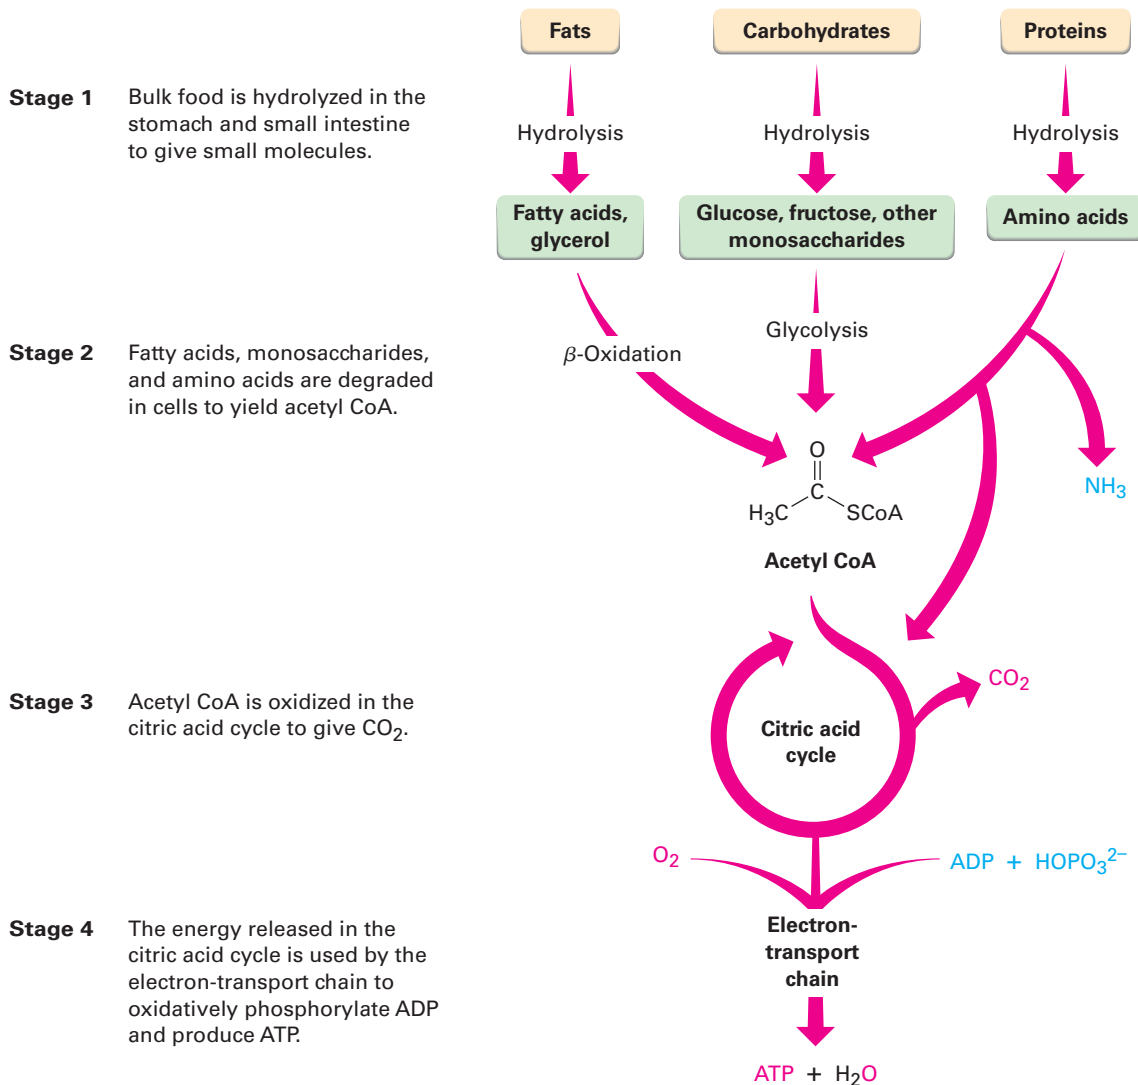 Fats
Carbohydrates
Proteins
Stage 1
Bulk food is hydrolyzed in the
stomach and small intestine
to give small molecules.
Hydrolysis
Hydrolysis
Hydrolysis
Fatty acids,
glycerol
Glucose, fructose, other
monosaccharides
Amino acids
Stage 2
Fatty acids, monosaccharides,
and amino acids are degraded
in cells to yield acetyl CoA.
β-Oxidation
Glycolysis
NH₃
O
C
H₃C
SCoA
Acetyl CoA
Stage 3
Acetyl CoA is oxidized in the
citric acid cycle to give CO₂.
CO₂
Citric acid
cycle
O₂
ADP + HOPO₃²⁻
Stage 4
The energy released in the
citric acid cycle is used by the
electron-transport chain to
oxidatively phosphorylate ADP
and produce ATP.
Electron-
transport
chain
ATP + H₂O